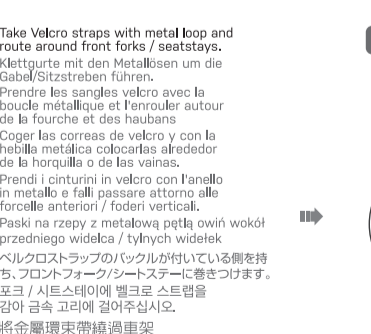 Take Velcro straps with metal loop and
route around front forks / seatstays.
Klettgurte mit den Metallösen um die
Gabel/Sitzstreben führen.
Prendre les sangles velcro avec la
boucle métallique et l'enrouler autour
de la fourche et des haubans
Coger las correas de velcro y con la
hebilla metálica colocarlas alrededor
de la horquilla o de las vainas.
Prendi i cinturini in velcro con l'anello
in metallo e falli passare attorno alle
forcelle anteriori / foderi verticali.
Paski na rzepy z metalową pętlą owiń wokół
przedniego widelca / tylnych widełek
ベルクロストラップのバックルが付いている側を持
ち、フロントフォーク/シートステーに巻きつけます。
포크 / 시트스테이에 벨크로 스트랩을
감아 금속 고리에 걸어주십시오.
將金屬環束帶繞過車架